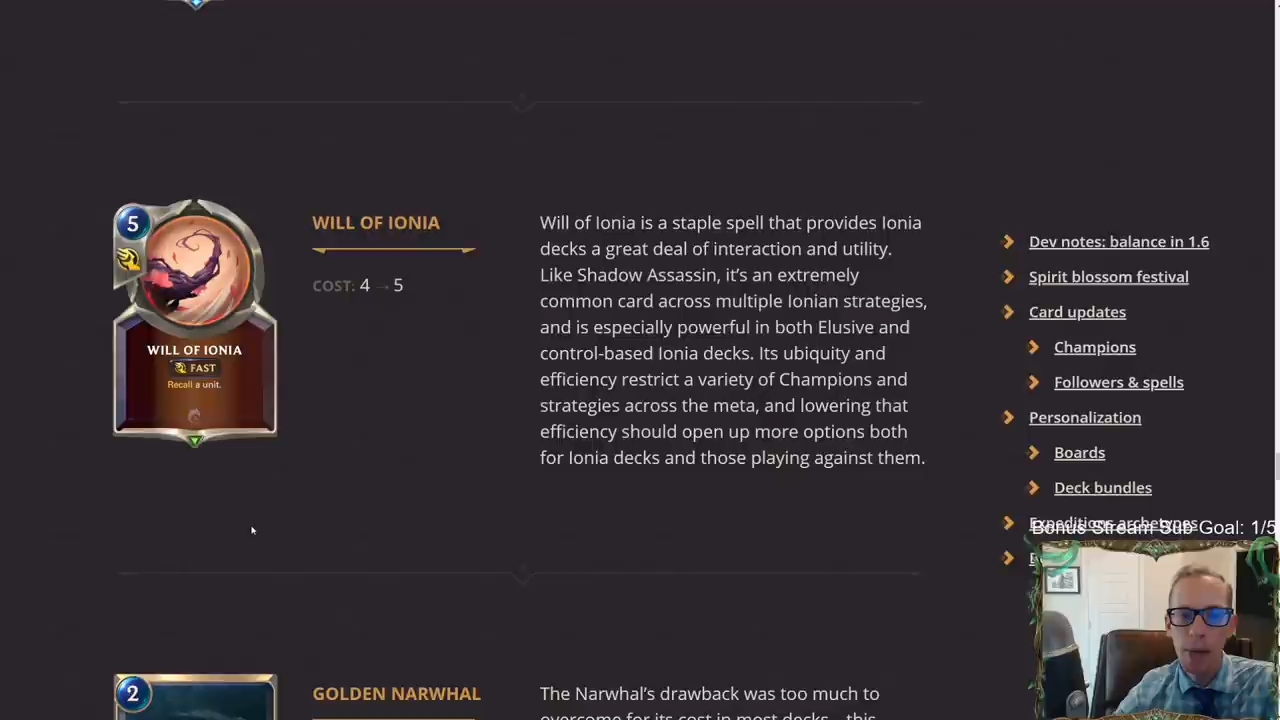 5
WILL OF IONIA
FAST
Recall a unit.
WILL OF IONIA
COST: 4 → 5
Will of Ionia is a staple spell that provides Ionia
decks a great deal of interaction and utility.
Like Shadow Assassin, it’s an extremely
common card across multiple Ionian strategies,
and is especially powerful in both Elusive and
control-based Ionia decks. Its ubiquity and
efficiency restrict a variety of Champions and
strategies across the meta, and lowering that
efficiency should open up more options both
for Ionia decks and those playing against them.
2
GOLDEN NARWHAL
The Narwhal’s drawback was too much to
overcome for its cost in most decks—this
Dev notes: balance in 1.6
Spirit blossom festival
Card updates
Champions
Followers & spells
Personalization
Boards
Deck bundles
Expeditions archetypes
Bonus Stream Sub Goal: 1/5